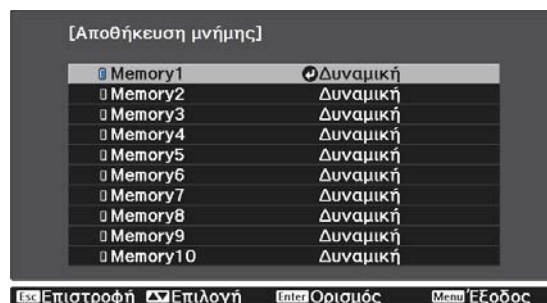 [Αποθήκευση μνήμης]
Memory1 Δυναμική
Memory2 Δυναμική
Memory3 Δυναμική
Memory4 Δυναμική
Memory5 Δυναμική
Memory6 Δυναμική
Memory7 Δυναμική
Memory8 Δυναμική
Memory9 Δυναμική
Memory10 Δυναμική
Esc Επιστροφή Επιλογή Enter Ορισμός Menu Έξοδος